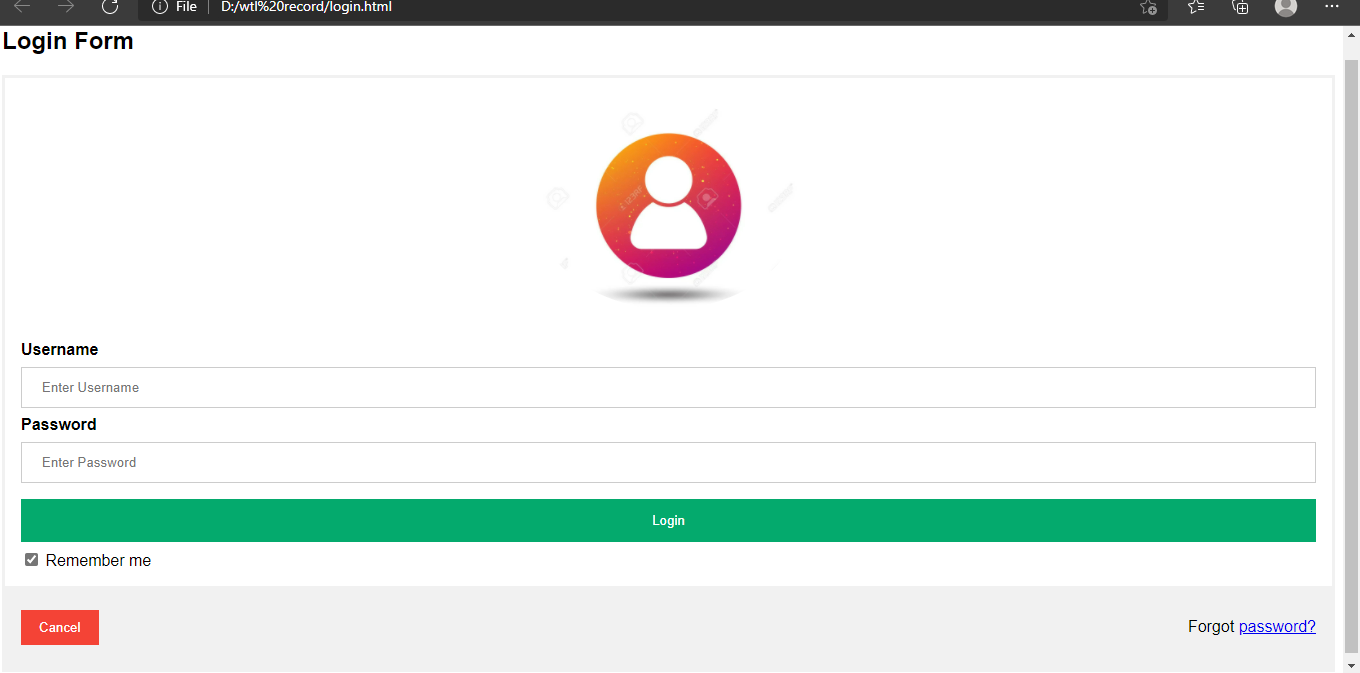 File D:/wtl%20record/login.html
Login Form
Username
Enter Username
Password
Enter Password
Login
Remember me
Cancel
Forgot password?